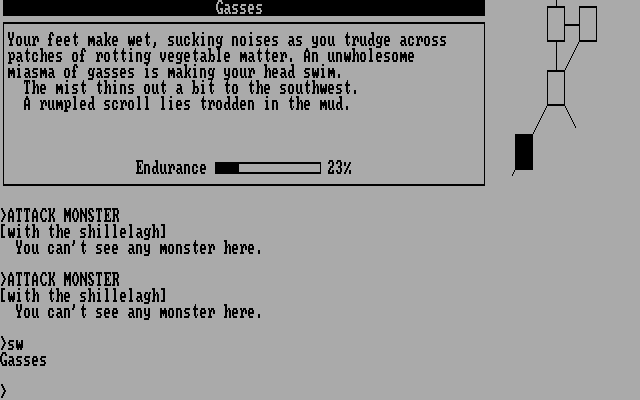 Gasses
Your feet make wet, sucking noises as you trudge across
patches of rotting vegetable matter. An unwholesome
miasma of gasses is making your head swim.
The mist thins out a bit to the southwest.
A rumpled scroll lies trodden in the mud.
Endurance 23%
>ATTACK MONSTER
[with the shillelagh]
You can't see any monster here.
>ATTACK MONSTER
[with the shillelagh]
You can't see any monster here.
>sw
Gasses
>